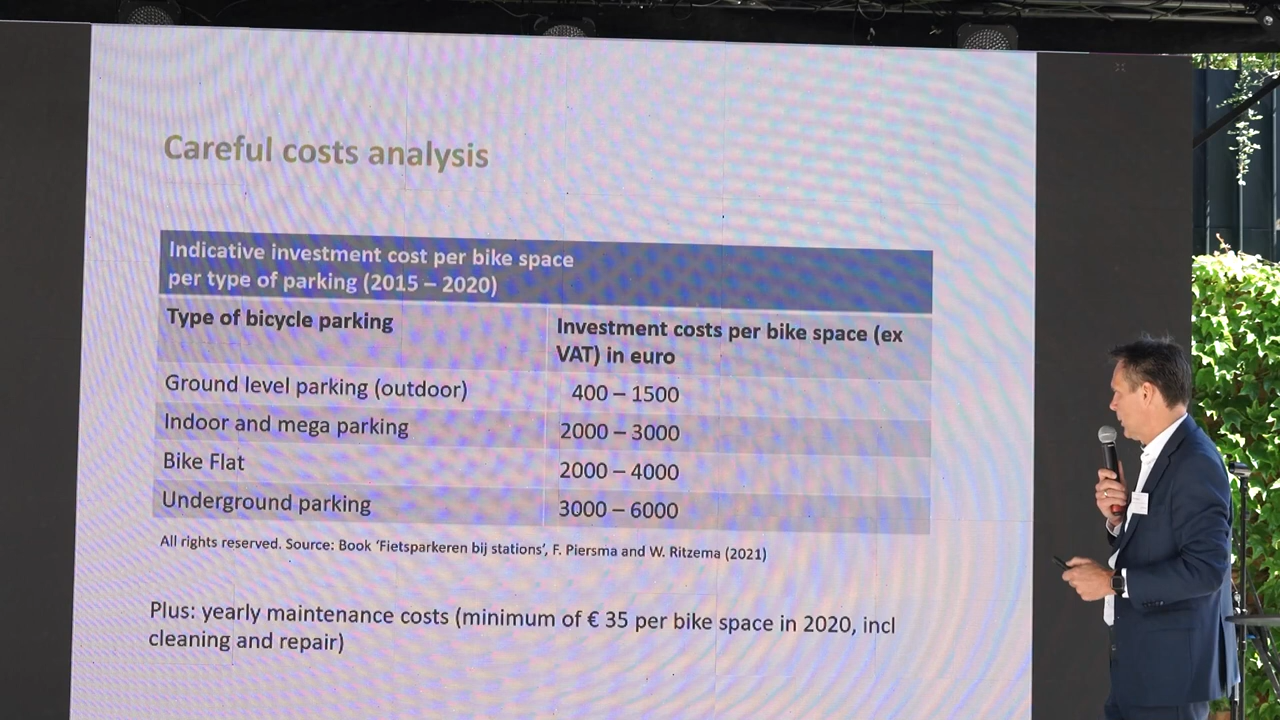 Careful costs analysis
Indicative investment cost per bike space
per type of parking (2015 – 2020)
Type of bicycle parking
Investment costs per bike space (ex
VAT) in euro
Ground level parking (outdoor)
400 – 1500
Indoor and mega parking
2000 – 3000
Bike Flat
2000 – 4000
Underground parking
3000 – 6000
All rights reserved. Source: Book ‘Fietsparkeren bij stations’, F. Piersma and W. Ritzema (2021)
Plus: yearly maintenance costs (minimum of € 35 per bike space in 2020, incl
cleaning and repair)